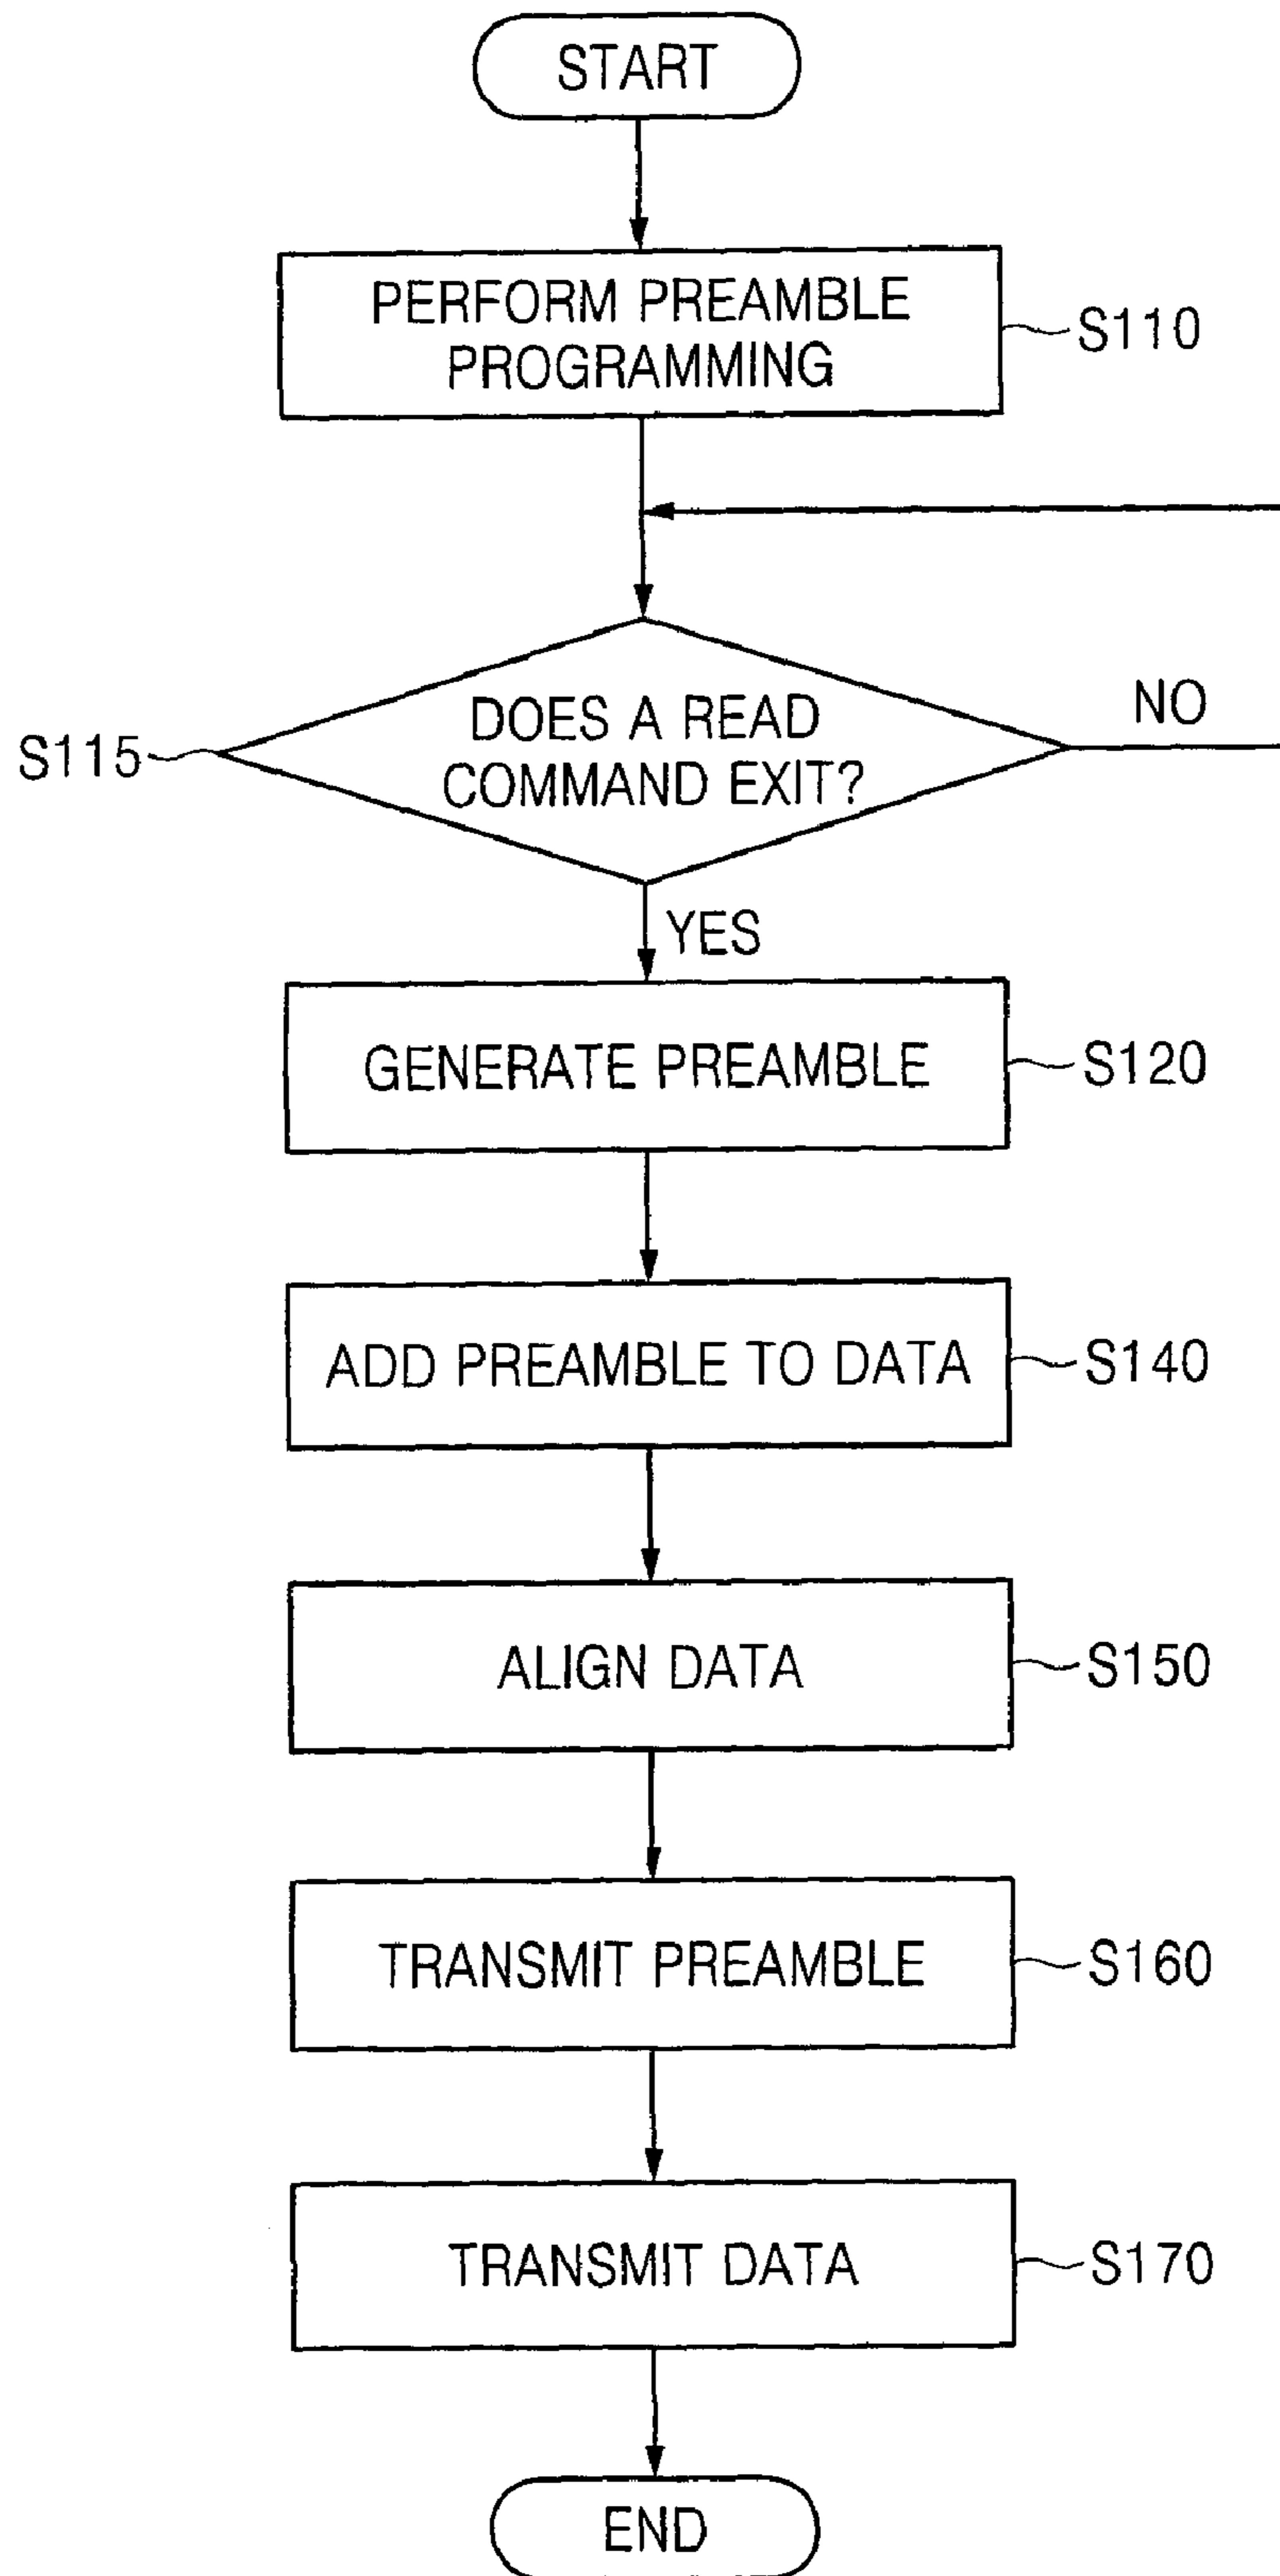 START
PERFORM PREAMBLE
PROGRAMMING
S110
DOES A READ
COMMAND EXIT?
S115
NO
YES
GENERATE PREAMBLE
S120
ADD PREAMBLE TO DATA
S140
ALIGN DATA
S150
TRANSMIT PREAMBLE
S160
TRANSMIT DATA
S170
END